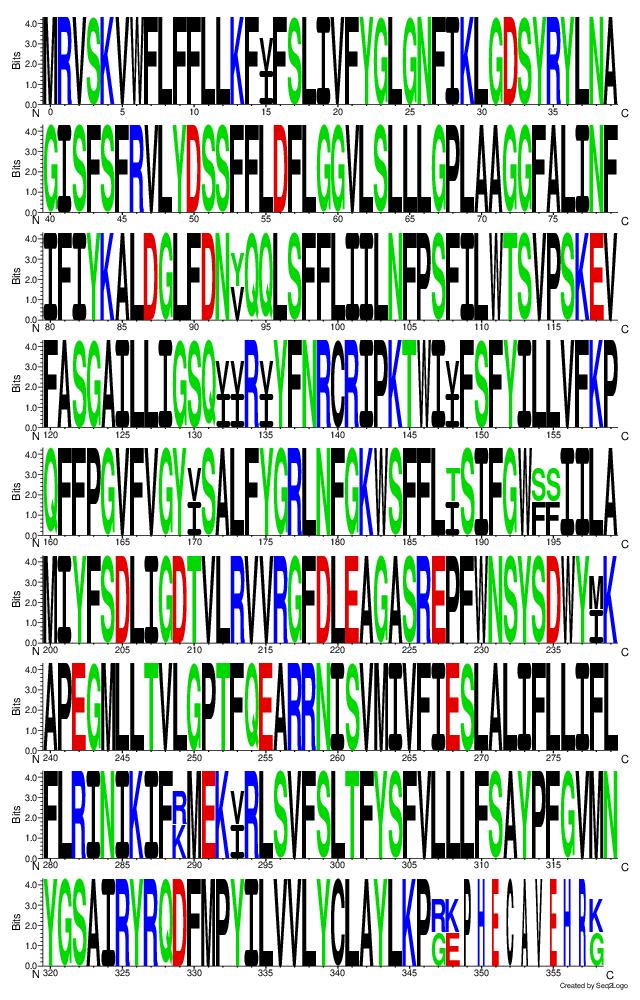 Bits
4.0 3.0 2.0 1.0 0.0
MRVSKVWFLFFLLKFVFSLIVFYGLGNFIKLGDSYRYLNA
I
N 0 5 10 15 20 25 30 35 C
Bits
4.0 3.0 2.0 1.0 0.0
GISFSFRVLYDSSFFLDFLGGVLSLLLGPLAAGGFALINF
N 40 45 50 55 60 65 70 75 C
Bits
4.0 3.0 2.0 1.0 0.0
IFIYKALDGLFDNYQQLSFFLIILNFPSFILWTSVPSKEV
V
N 80 85 90 95 100 105 110 115 C
Bits
4.0 3.0 2.0 1.0 0.0
FASGAILLIGSQVVRVYFNRCRIPKTWIVFSFYILLVFKP
I I I I
N 120 125 130 135 140 145 150 155 C
Bits
4.0 3.0 2.0 1.0 0.0
QFFPGVFVGYVSALFYGRLNFGKWSFFLTSIFGWSSIILA
I I F F
N 160 165 170 175 180 185 190 195 C
Bits
4.0 3.0 2.0 1.0 0.0
MIYFSDLIGDTVLRVVRGFDLEAGASREPFWNSYSDWYMK
I
N 200 205 210 215 220 225 230 235 C
Bits
4.0 3.0 2.0 1.0 0.0
APEGMLLTVLGPTFQEARRNISVMIVFIESLALIFLLIFL
N 240 245 250 255 260 265 270 275 C
Bits
4.0 3.0 2.0 1.0 0.0
FLRINIKIFRMEKVRLSVFSLTFYSFVLLLFSAYPFGVMN
K I
N 280 285 290 295 300 305 310 315 C
Bits
4.0 3.0 2.0 1.0 0.0
YGSAIRYRQDFMPYILVVLYCLAYLKPRKPHECAVEHRK
G E G
N 320 325 330 335 340 345 350 355 C
Created by Seq2Logo